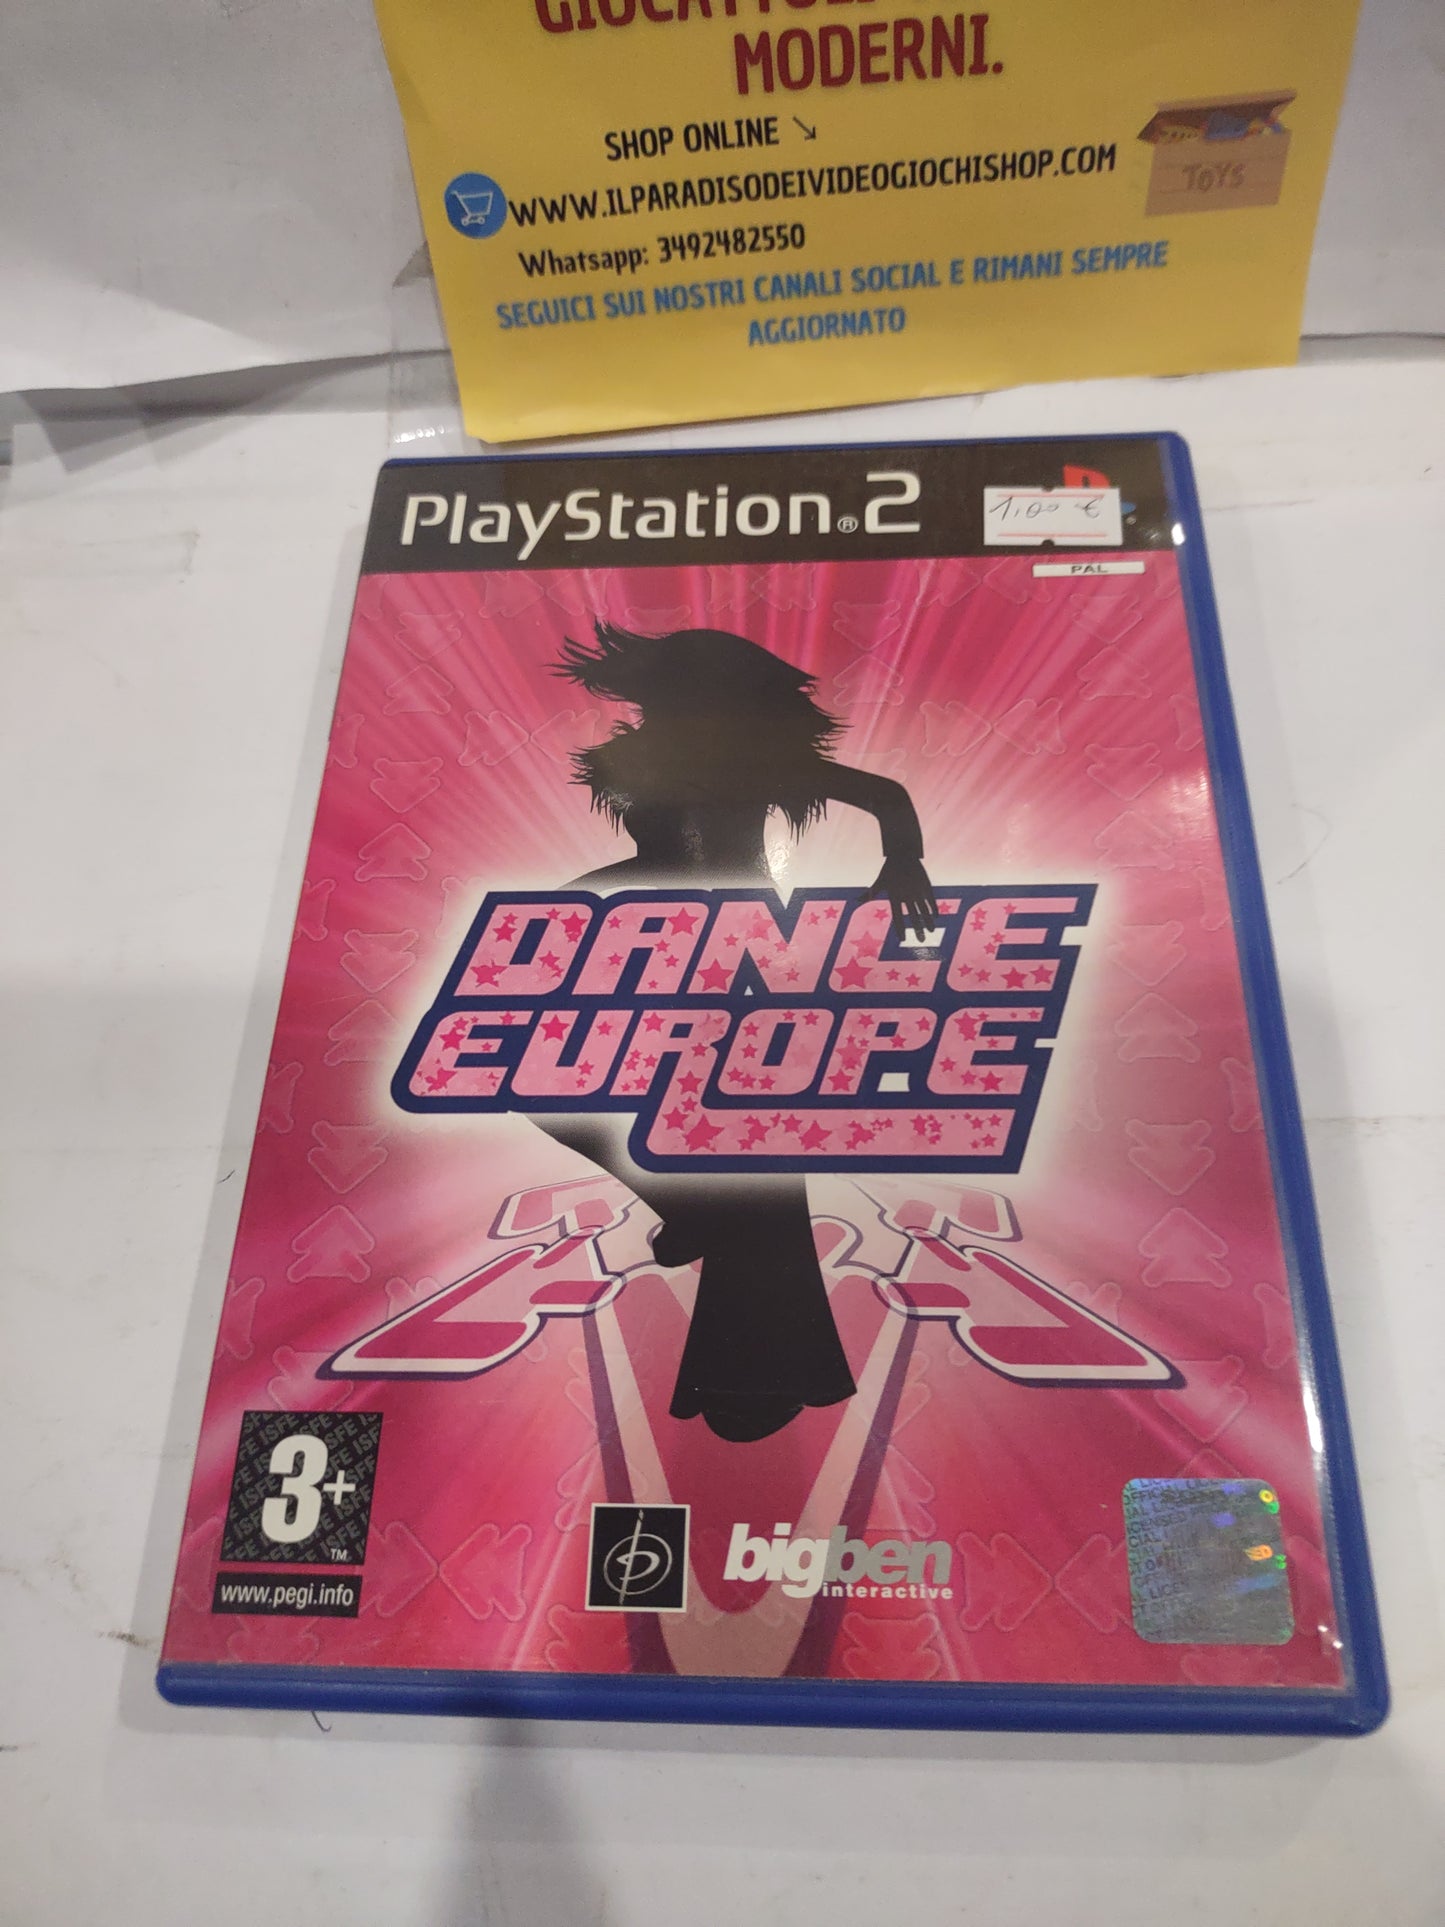 MODERNI.
SHOP ONLINE ↘
TOYS
WWW.ILPARADISODEIVIDEOGIOCHISHOP.COM
Whatsapp: 3492482550
SEGUICI SUI NOSTRI CANALI SOCIAL E RIMANI SEMPRE
AGGIORNATO
PlayStation®2
1,00 €
PAL
DANCE
EUROPE
3+
TM
www.pegi.info
bigben
interactive